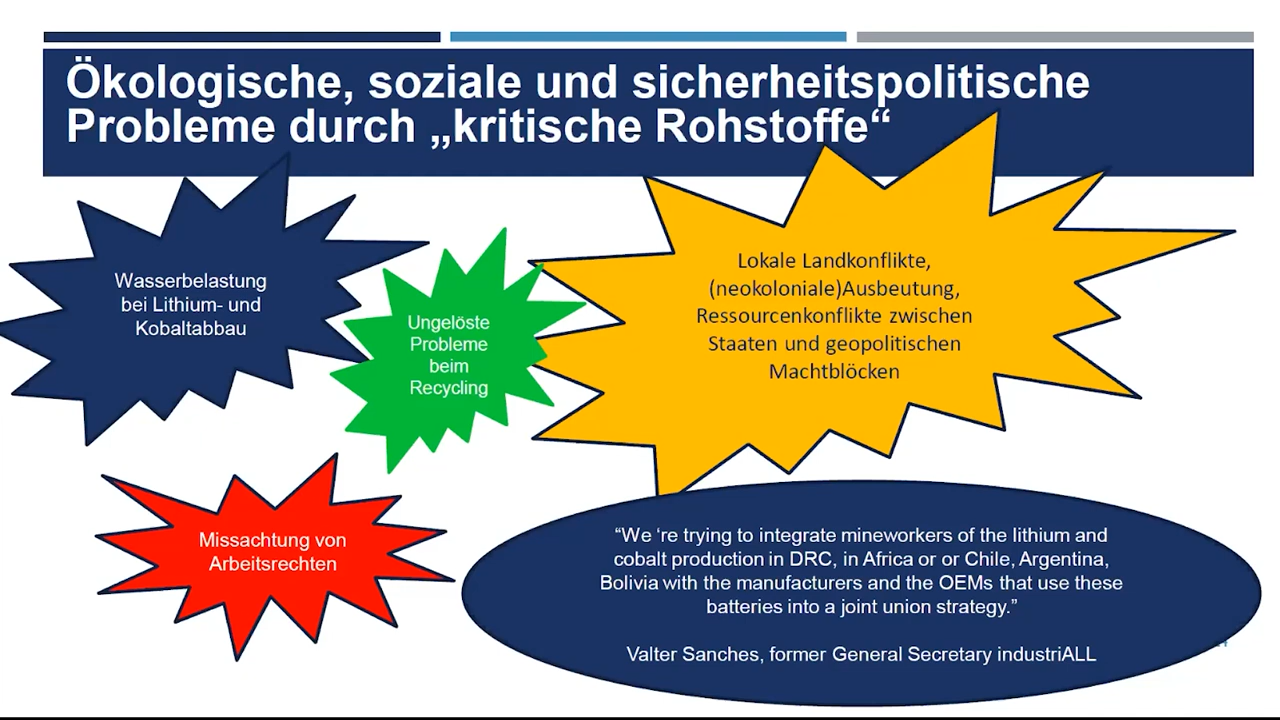 Ökologische, soziale und sicherheitspolitische
Probleme durch „kritische Rohstoffe“
Wasserbelastung
bei Lithium- und
Kobaltabbau
Ungelöste
Probleme
beim
Recycling
Lokale Landkonflikte,
(neokoloniale)Ausbeutung,
Ressourcenkonflikte zwischen
Staaten und geopolitischen
Machtblöcken
Missachtung von
Arbeitsrechten
“We ‘re trying to integrate mineworkers of the lithium and
cobalt production in DRC, in Africa or or Chile, Argentina,
Bolivia with the manufacturers and the OEMs that use these
batteries into a joint union strategy.”
Valter Sanches, former General Secretary industriALL